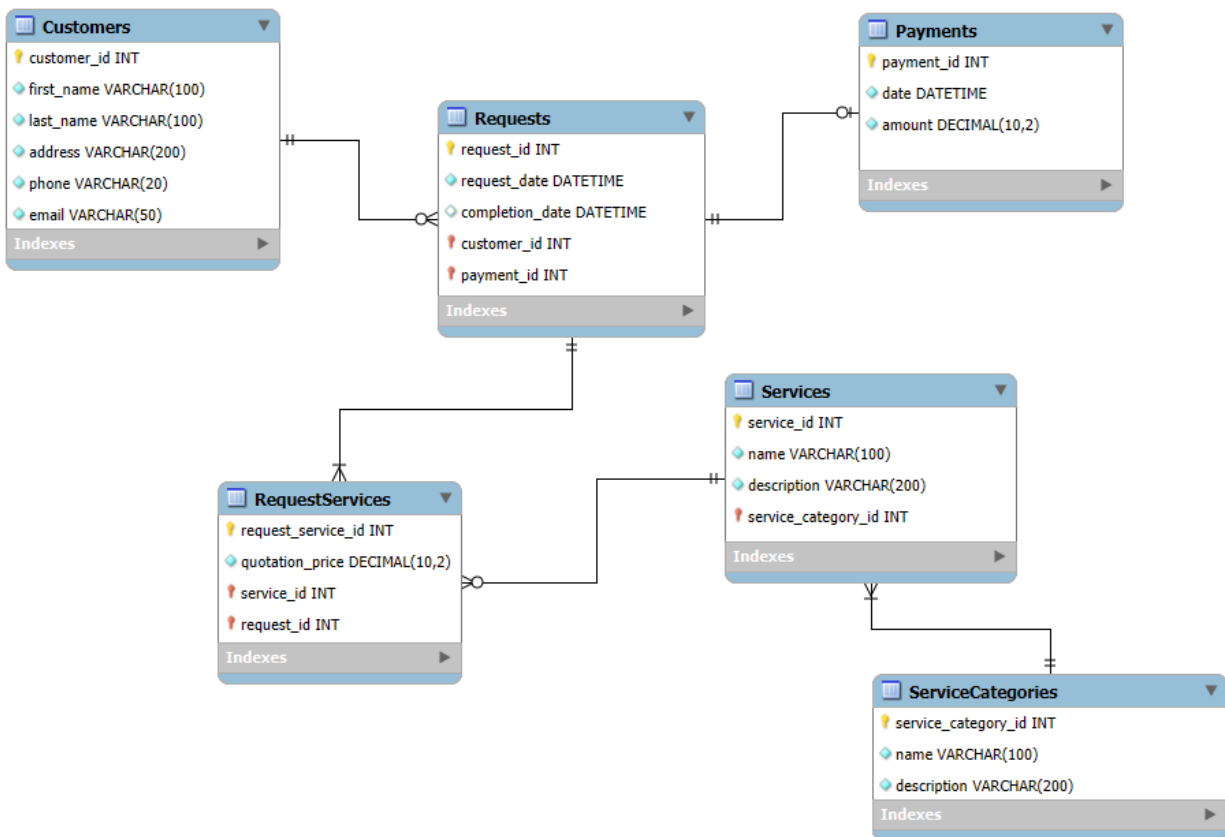 Customers
customer_id INT
first_name VARCHAR(100)
last_name VARCHAR(100)
address VARCHAR(200)
phone VARCHAR(20)
email VARCHAR(50)
Indexes
Payments
payment_id INT
date DATETIME
amount DECIMAL(10,2)
Indexes
Requests
request_id INT
request_date DATETIME
completion_date DATETIME
customer_id INT
payment_id INT
Indexes
Services
service_id INT
name VARCHAR(100)
description VARCHAR(200)
service_category_id INT
Indexes
RequestServices
request_service_id INT
quotation_price DECIMAL(10,2)
service_id INT
request_id INT
Indexes
ServiceCategories
service_category_id INT
name VARCHAR(100)
description VARCHAR(200)
Indexes